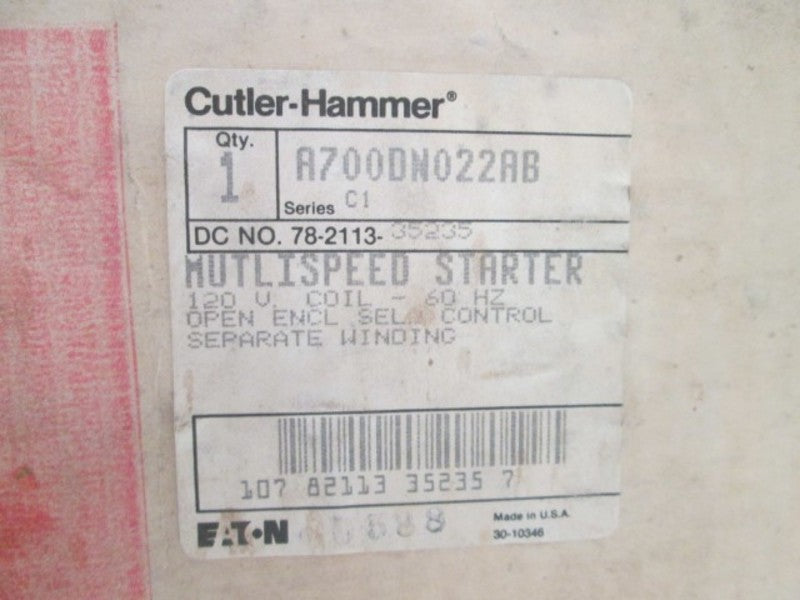 Cutler-Hammer®
Qty.
1
A700DN022AB
Series C1
DC NO. 78-2113-35235
MUTLISPEED STARTER
120 V. COIL - 60 HZ
OPEN ENCL SEL. CONTROL
SEPARATE WINDING
107 82113 35235 7
EATON
Made in U.S.A.
30-10346